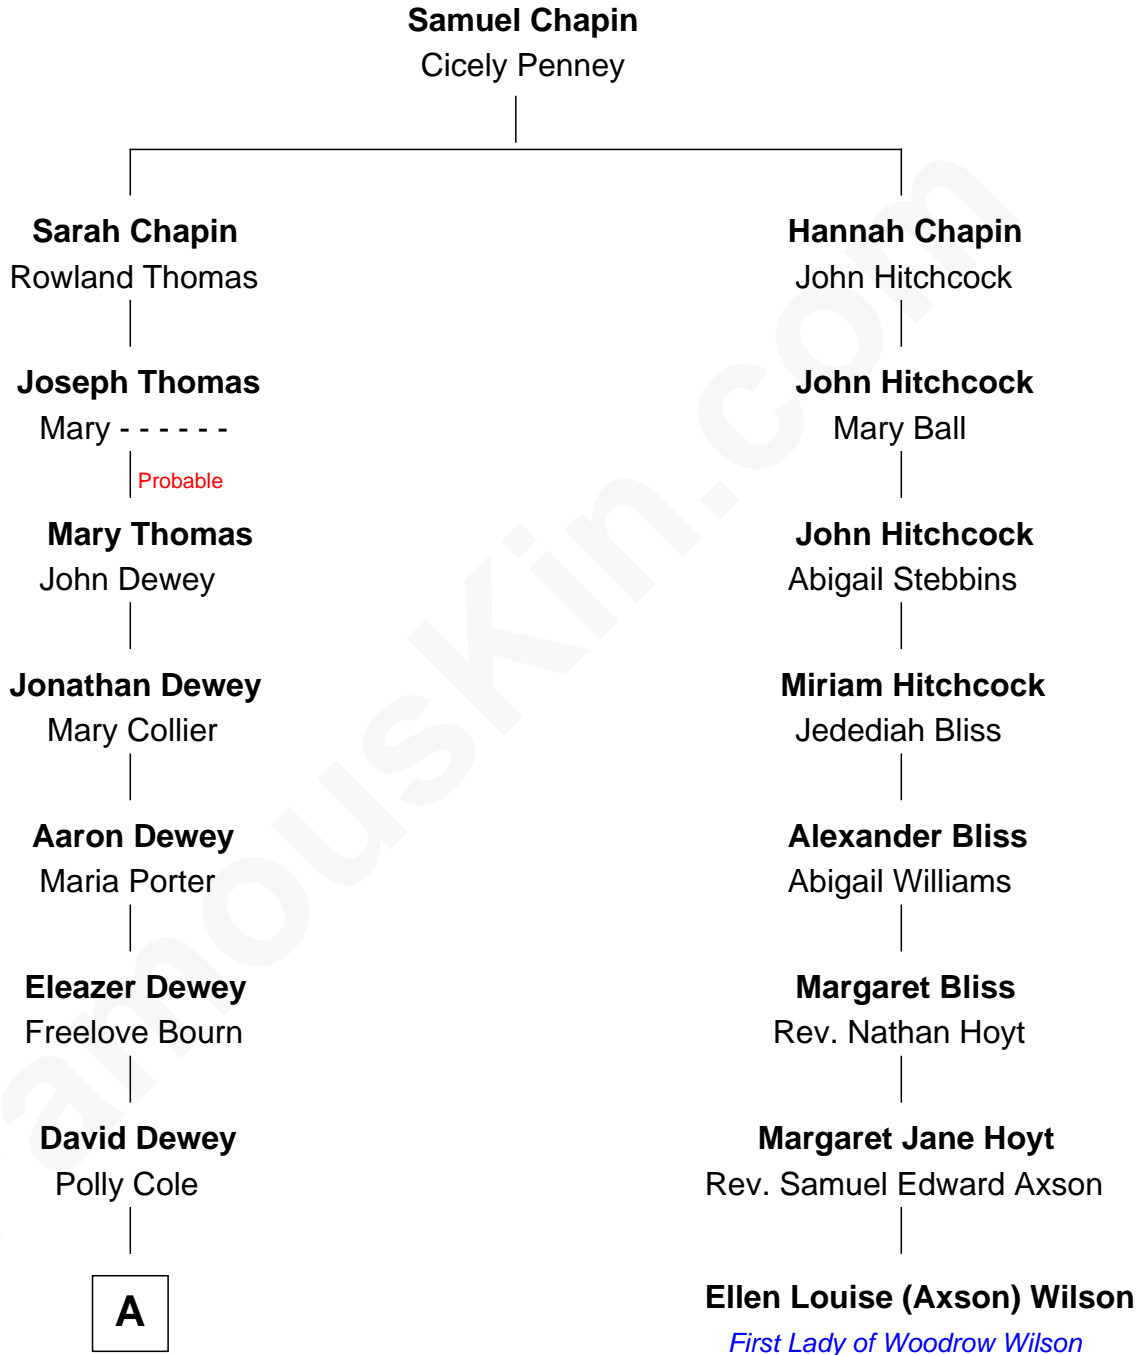 Samuel Chapin
Cicely Penney
Sarah Chapin
Rowland Thomas
Hannah Chapin
John Hitchcock
Joseph Thomas
Mary - - - - - -
John Hitchcock
Mary Ball
Probable
Mary Thomas
John Dewey
John Hitchcock
Abigail Stebbins
Jonathan Dewey
Mary Collier
Miriam Hitchcock
Jedediah Bliss
Aaron Dewey
Maria Porter
Alexander Bliss
Abigail Williams
Eleazer Dewey
Freelove Bourn
Margaret Bliss
Rev. Nathan Hoyt
David Dewey
Polly Cole
Margaret Jane Hoyt
Rev. Samuel Edward Axson
A
Ellen Louise (Axson) Wilson
First Lady of Woodrow Wilson
amouskin.com